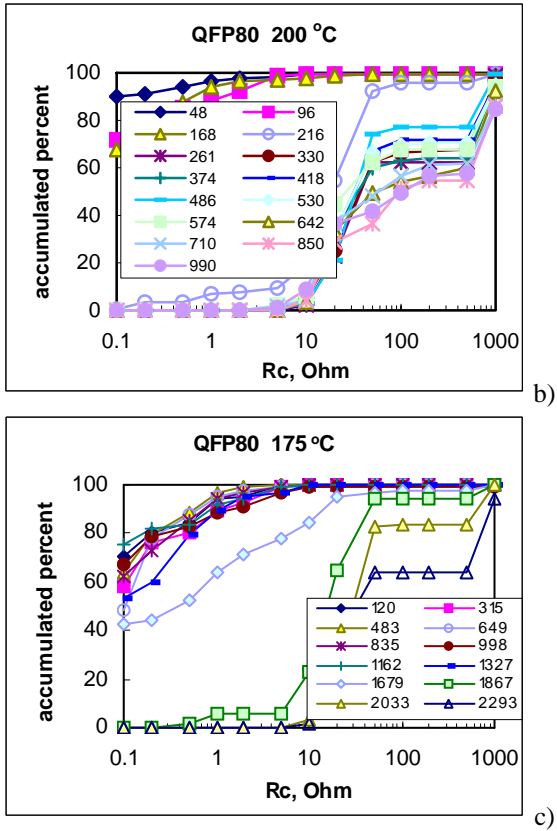 QFP80 200 °C
accumulated percent
100
80
60
40
20
0
48 96
168 216
261 330
374 418
486 530
574 642
710 850
990
0.1 1 10 100 1000
Rc, Ohm
b)
QFP80 175 °C
accumulated percent
100
80
60
40
20
0
120 315
483 649
835 998
1162 1327
1679 1867
2033 2293
0.1 1 10 100 1000
Rc, Ohm
c)